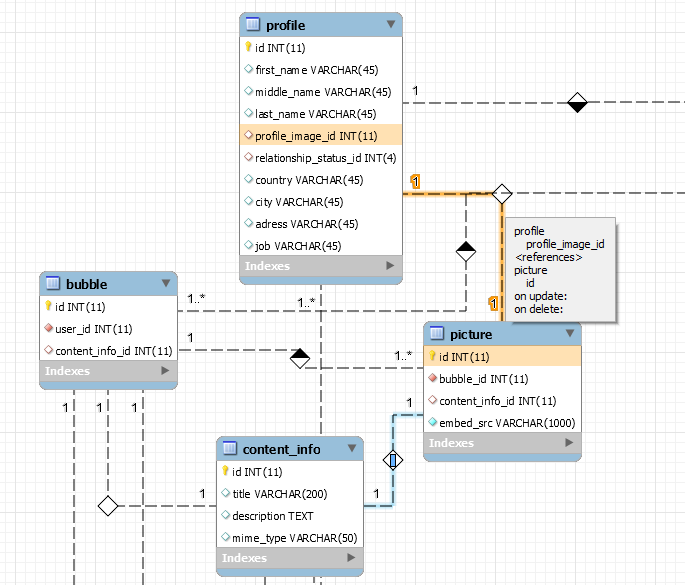 profile
id INT(11)
first_name VARCHAR(45)
middle_name VARCHAR(45)
last_name VARCHAR(45)
profile_image_id INT(11)
relationship_status_id INT(4)
country VARCHAR(45)
city VARCHAR(45)
adress VARCHAR(45)
job VARCHAR(45)
Indexes
1
1
profile
profile_image_id
<references>
picture
id
on update:
on delete:
bubble
id INT(11)
user_id INT(11)
content_info_id INT(11)
Indexes
1..*
1..*
1
1
1..*
picture
id INT(11)
bubble_id INT(11)
content_info_id INT(11)
embed_src VARCHAR(1000)
Indexes
1
1
1
1
content_info
id INT(11)
title VARCHAR(200)
description TEXT
mime_type VARCHAR(50)
Indexes
1
1